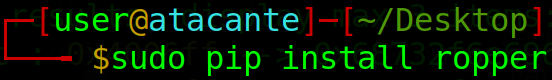 ┌─[user@atacante]─[~/Desktop]
└──╼ $sudo pip install ropper